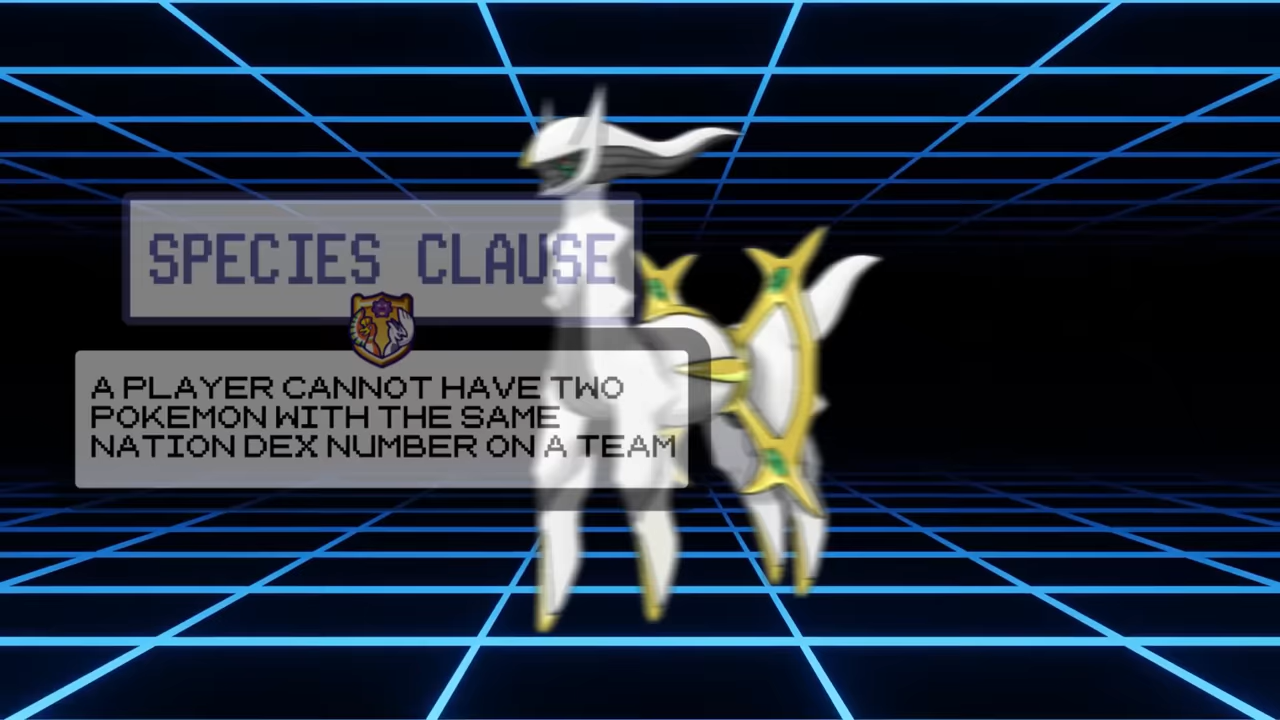 SPECIES CLAUSE
A PLAYER CANNOT HAVE TWO
POKEMON WITH THE SAME
NATION DEX NUMBER ON A TEAM